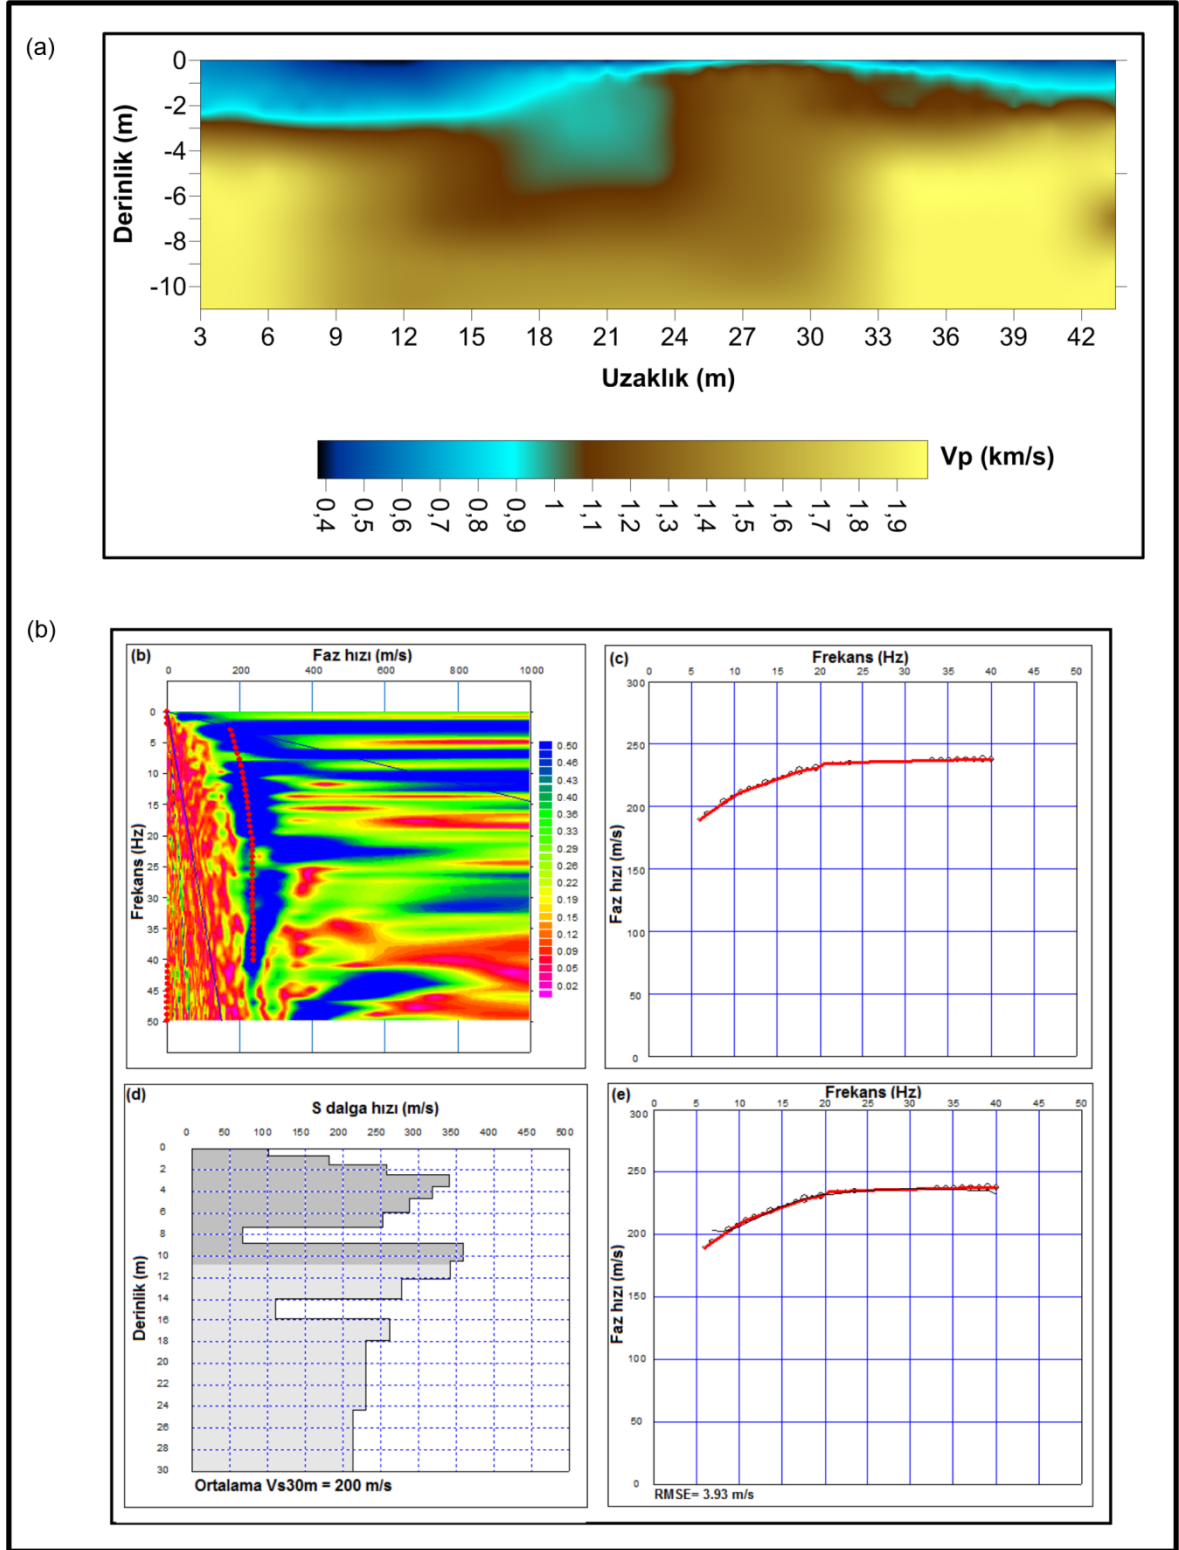 (a)
0
-2
-4
-6
-8
-10
Derinlik (m)
3 6 9 12 15 18 21 24 27 30 33 36 39 42
Uzaklık (m)
Vp (km/s)
0,4 0,5 0,6 0,7 0,8 0,9 1 1,1 1,2 1,3 1,4 1,5 1,6 1,7 1,8 1,9
(b)
(b)
Faz hızı (m/s)
0 200 400 600 800 1000
0
5
10
15
20
25
30
35
40
45
50
Frekans (Hz)
0.50
0.46
0.43
0.40
0.36
0.33
0.29
0.26
0.22
0.19
0.15
0.12
0.09
0.05
0.02
(c)
Frekans (Hz)
0 5 10 15 20 25 30 35 40 45 50
300
250
200
150
100
50
0
Faz hızı (m/s)
(d)
S dalga hızı (m/s)
0 50 100 150 200 250 300 350 400 450 500
0
2
4
6
8
10
12
14
16
18
20
22
24
26
28
30
Derinlik (m)
Ortalama Vs30m = 200 m/s
(e)
Frekans (Hz)
0 5 10 15 20 25 30 35 40 45 50
300
250
200
150
100
50
0
Faz hızı (m/s)
RMSE= 3.93 m/s